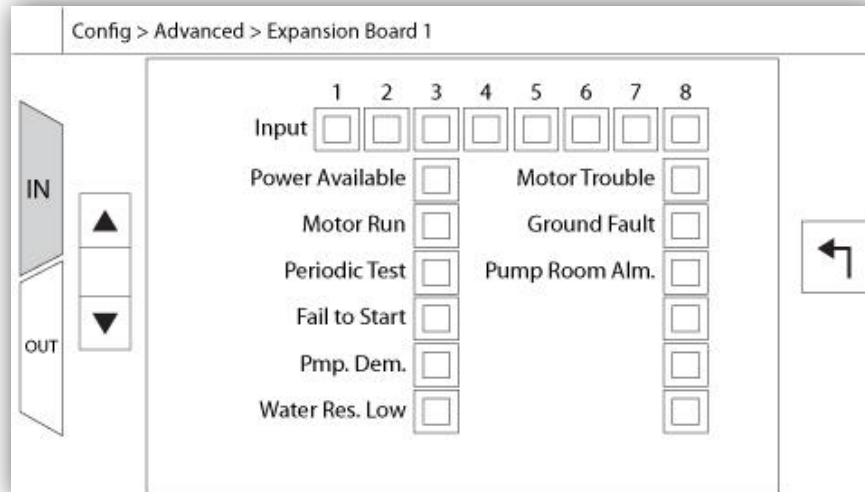 Config > Advanced > Expansion Board 1
1 2 3 4 5 6 7 8
Input
Power Available Motor Trouble
IN
Motor Run Ground Fault
Periodic Test Pump Room Alm.
Fail to Start
OUT
Pmp. Dem.
Water Res. Low